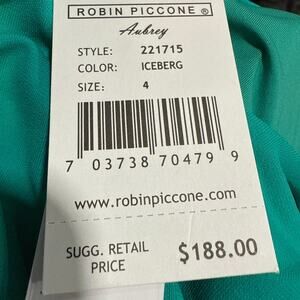 ROBIN PICCONE ®
Aubrey
STYLE: 221715
COLOR: ICEBERG
SIZE: 4
7 03738 70479 9
www.robinpiccone.com
SUGG. RETAIL
PRICE
$188.00